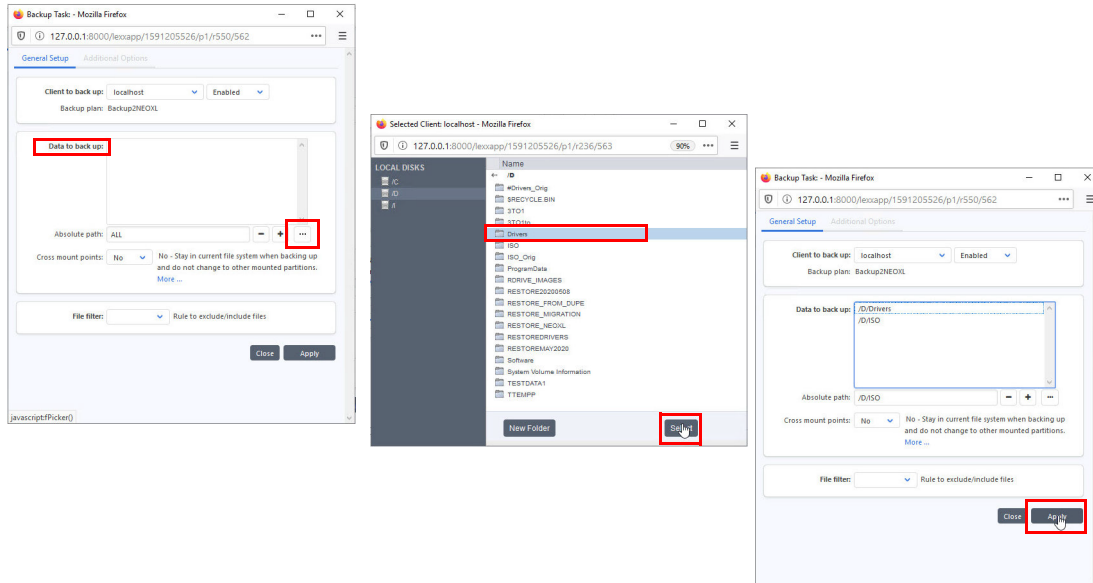 Backup Task: - Mozilla Firefox
127.0.0.1:8000/lexxapp/1591205526/p1/r550/562
General Setup Additional Options
Client to back up: localhost Enabled
Backup plan: Backup2NEOXL
Data to back up:
Absolute path: ALL
Cross mount points: No No - Stay in current file system when backing up
and do not change to other mounted partitions.
More ...
File filter: Rule to exclude/include files
Close Apply
javascript:fPicker()
Selected Client: localhost - Mozilla Firefox
127.0.0.1:8000/lexxapp/1591205526/p1/r236/563 90%
LOCAL DISKS
/C
/D
/I
Name
← /D
#Drivers_Orig
$RECYCLE.BIN
3TO1
3TO1to
Drivers
ISO
ISO_Orig
ProgramData
RDRIVE_IMAGES
RESTORE20200508
RESTORE_FROM_DUPE
RESTORE_MIGRATION
RESTORE_NEOXL
RESTOREDRIVERS
RESTOREMAY2020
Software
System Volume Information
TESTDATA1
TTEMPP
New Folder Select
Backup Task: - Mozilla Firefox
127.0.0.1:8000/lexxapp/1591205526/p1/r550/562
General Setup Additional Options
Client to back up: localhost Enabled
Backup plan: Backup2NEOXL
Data to back up: /D/Drivers
/D/ISO
Absolute path: /D/ISO
Cross mount points: No No - Stay in current file system when backing up
and do not change to other mounted partitions.
More ...
File filter: Rule to exclude/include files
Close Apply